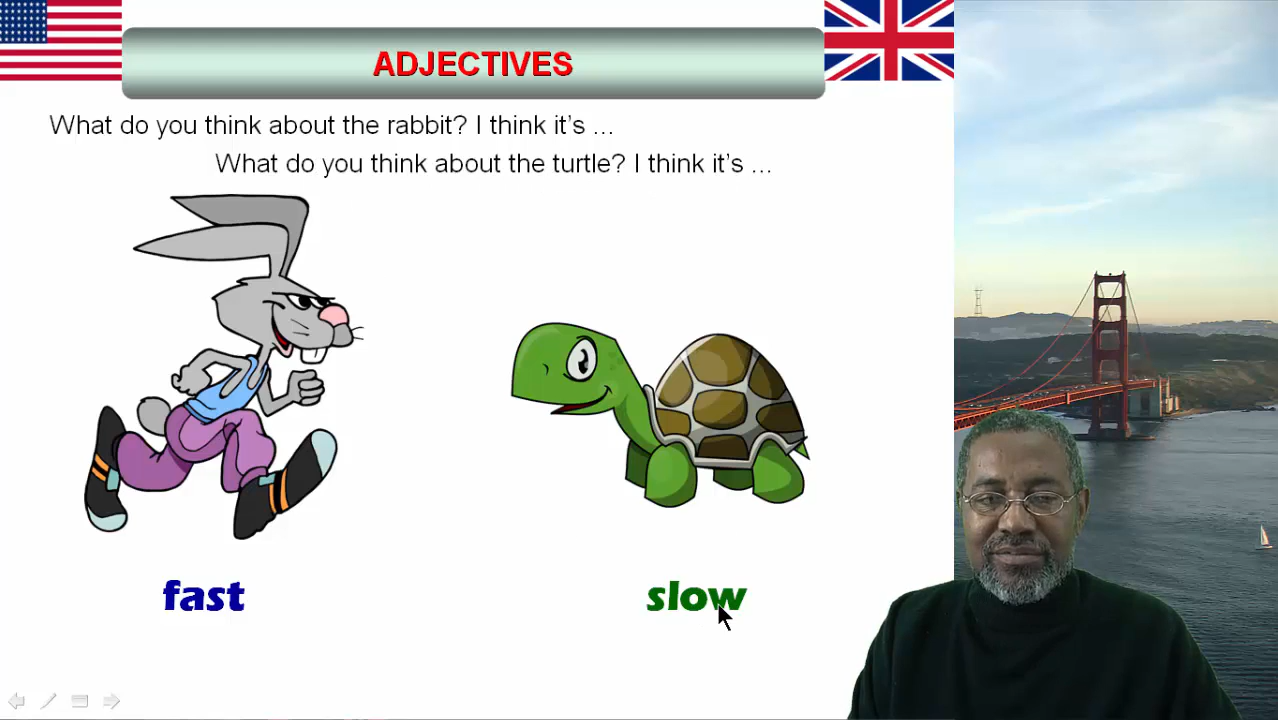 ADJECTIVES
What do you think about the rabbit? I think it's ...
What do you think about the turtle? I think it's ...
fast
slow